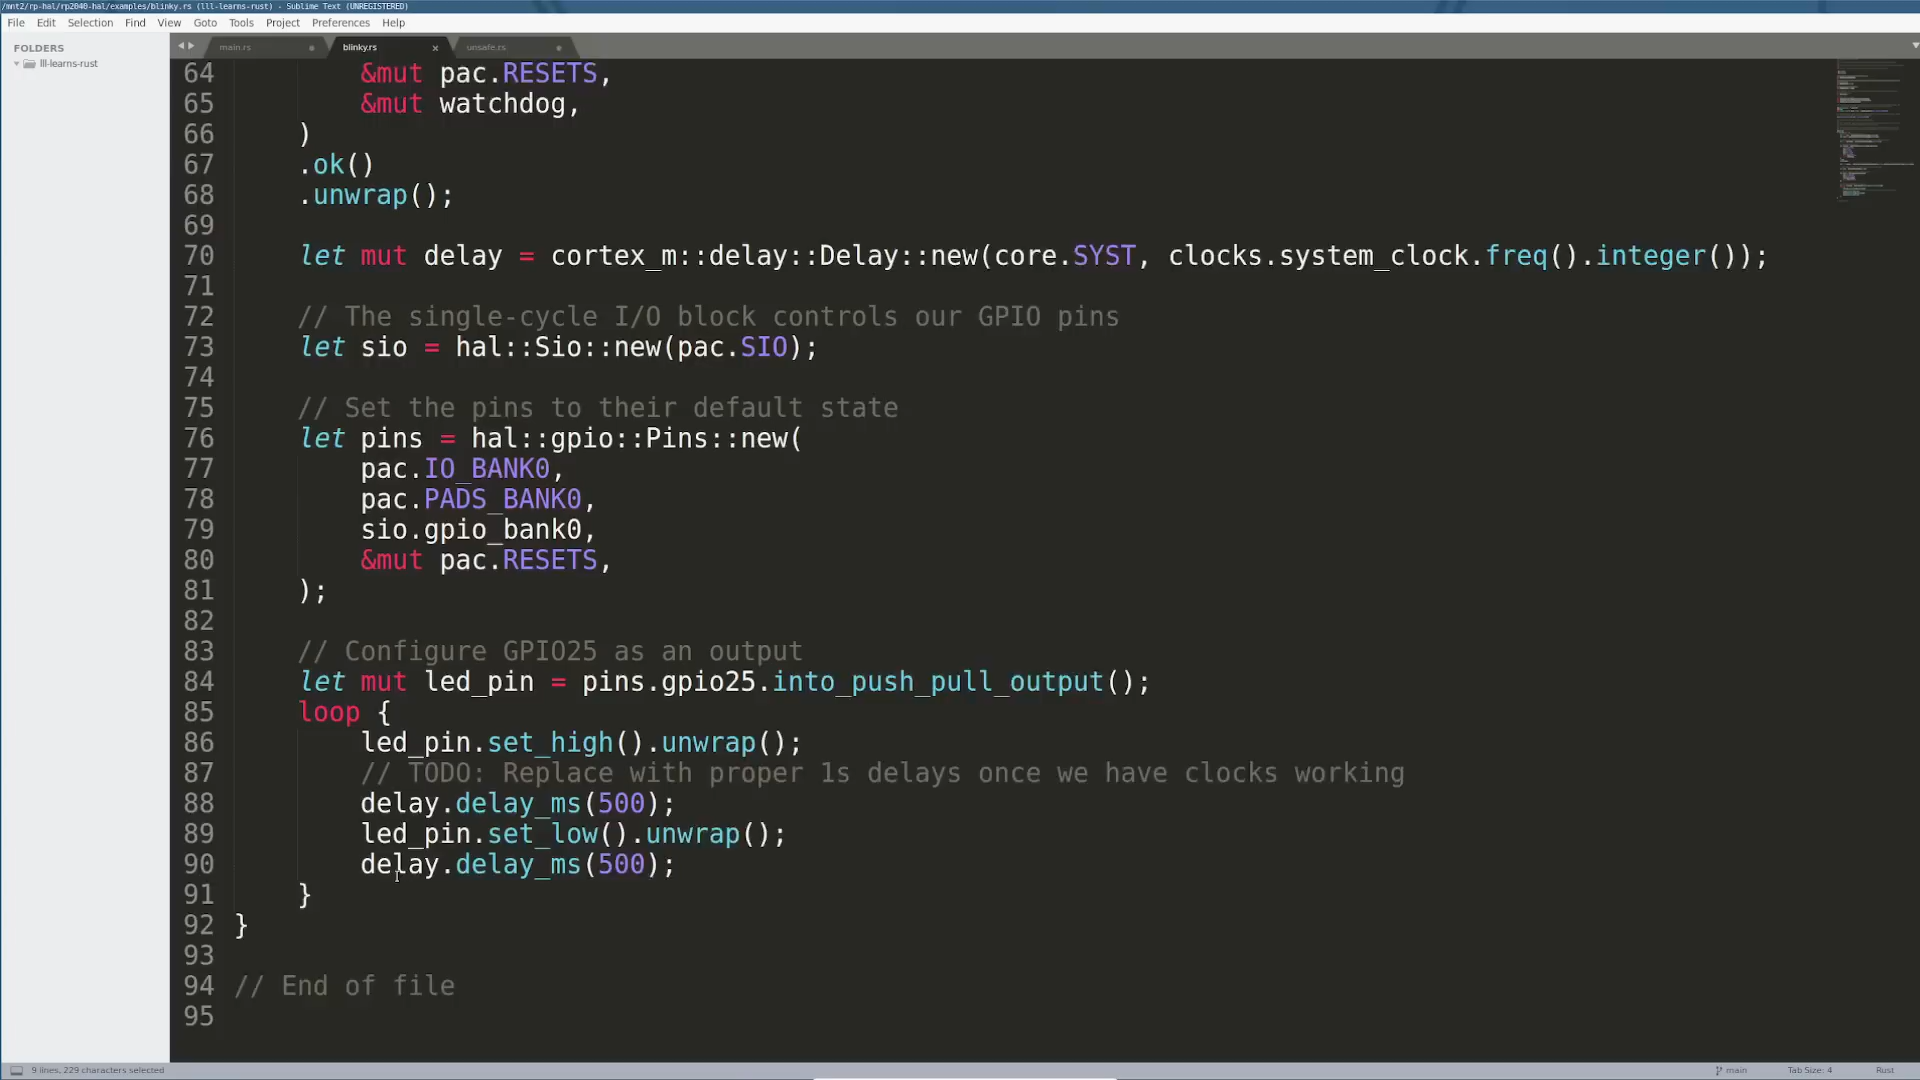 /mnt2/rp-hal/rp2040-hal/examples/blinky.rs (lll-learns-rust) - Sublime Text (UNREGISTERED)
File Edit Selection Find View Goto Tools Project Preferences Help
FOLDERS
lll-learns-rust
main.rs blinky.rs unsafe.rs
64 &mut pac.RESETS,
65 &mut watchdog,
66 )
67 .ok()
68 .unwrap();
69
70 let mut delay = cortex_m::delay::Delay::new(core.SYST, clocks.system_clock.freq().integer());
71
72 // The single-cycle I/O block controls our GPIO pins
73 let sio = hal::Sio::new(pac.SIO);
74
75 // Set the pins to their default state
76 let pins = hal::gpio::Pins::new(
77 pac.IO_BANK0,
78 pac.PADS_BANK0,
79 sio.gpio_bank0,
80 &mut pac.RESETS,
81 );
82
83 // Configure GPIO25 as an output
84 let mut led_pin = pins.gpio25.into_push_pull_output();
85 loop {
86 led_pin.set_high().unwrap();
87 // TODO: Replace with proper 1s delays once we have clocks working
88 delay.delay_ms(500);
89 led_pin.set_low().unwrap();
90 delay.delay_ms(500);
91 }
92 }
93
94 // End of file
95
9 lines, 229 characters selected
main Tab Size: 4 Rust